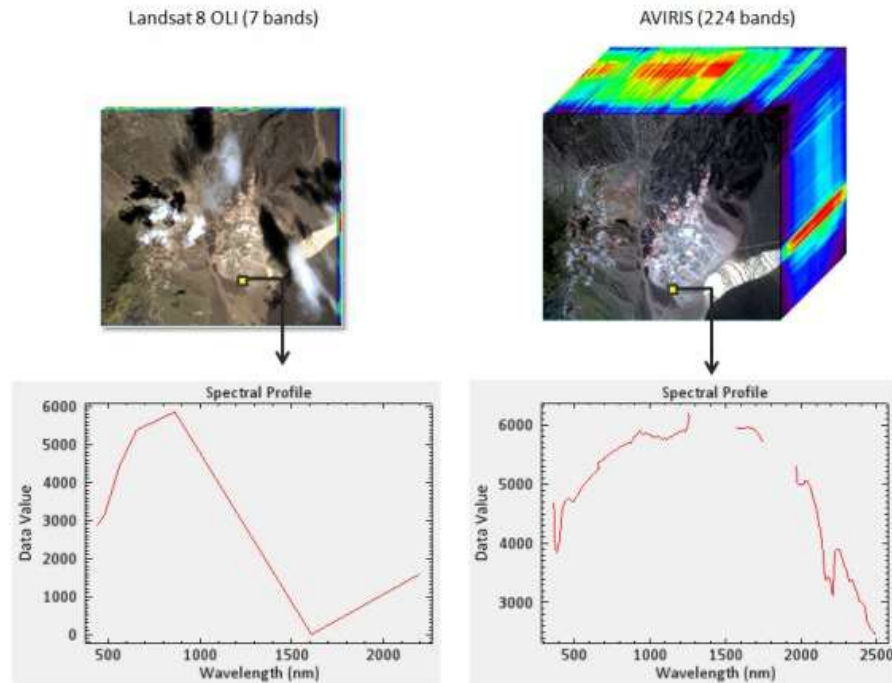 Landsat 8 OLI (7 bands)
AVIRIS (224 bands)
Spectral Profile
6000
5000
4000
3000
2000
1000
0
Data Value
500
1000
1500
2000
Wavelength (nm)
Spectral Profile
6000
5000
4000
3000
Data Value
500
1000
1500
2000
2500
Wavelength (nm)